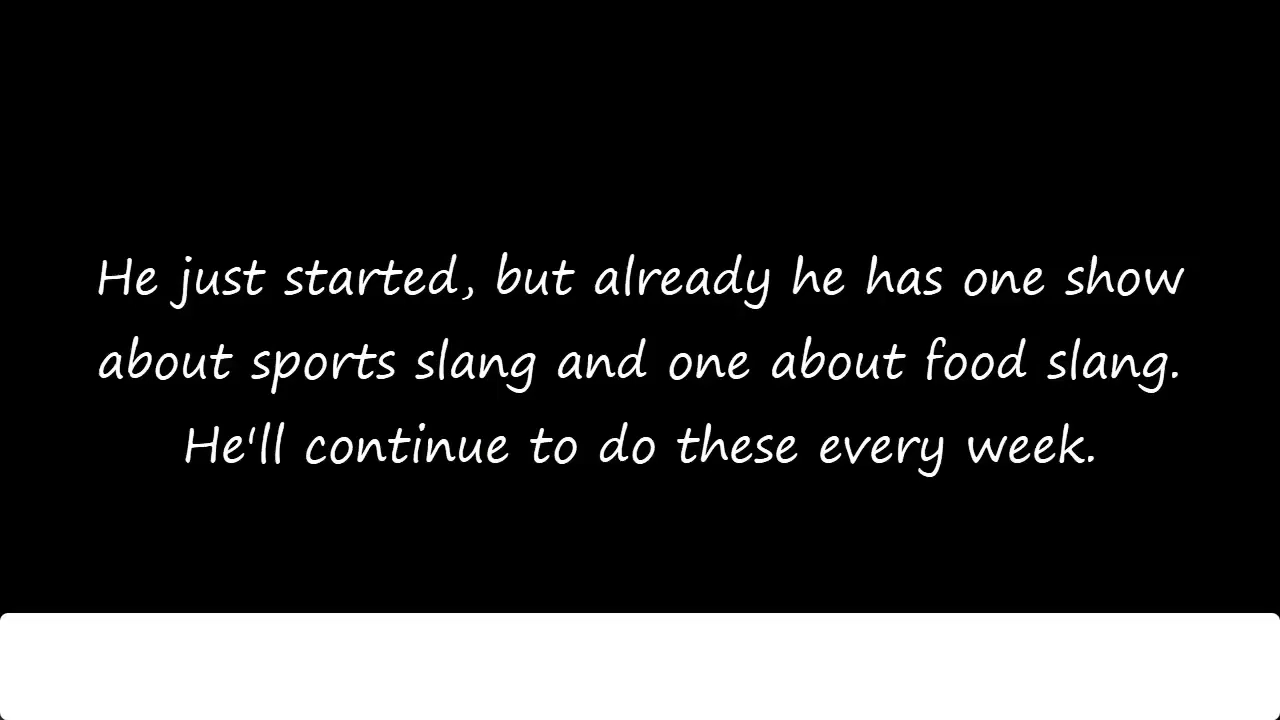 He just started, but already he has one show
about sports slang and one about food slang.
He'll continue to do these every week.